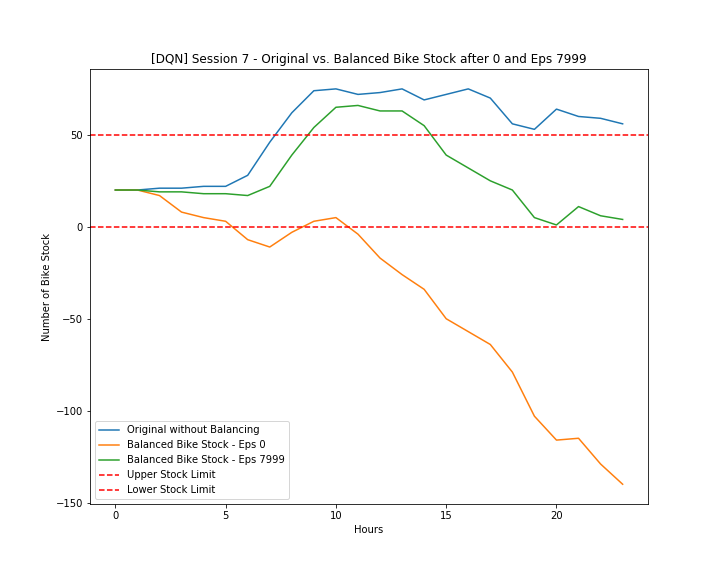 [DQN] Session 7 - Original vs. Balanced Bike Stock after 0 and Eps 7999
Number of Bike Stock
50
0
−50
−100
−150
Original without Balancing
Balanced Bike Stock - Eps 0
Balanced Bike Stock - Eps 7999
Upper Stock Limit
Lower Stock Limit
0
5
10
15
20
Hours